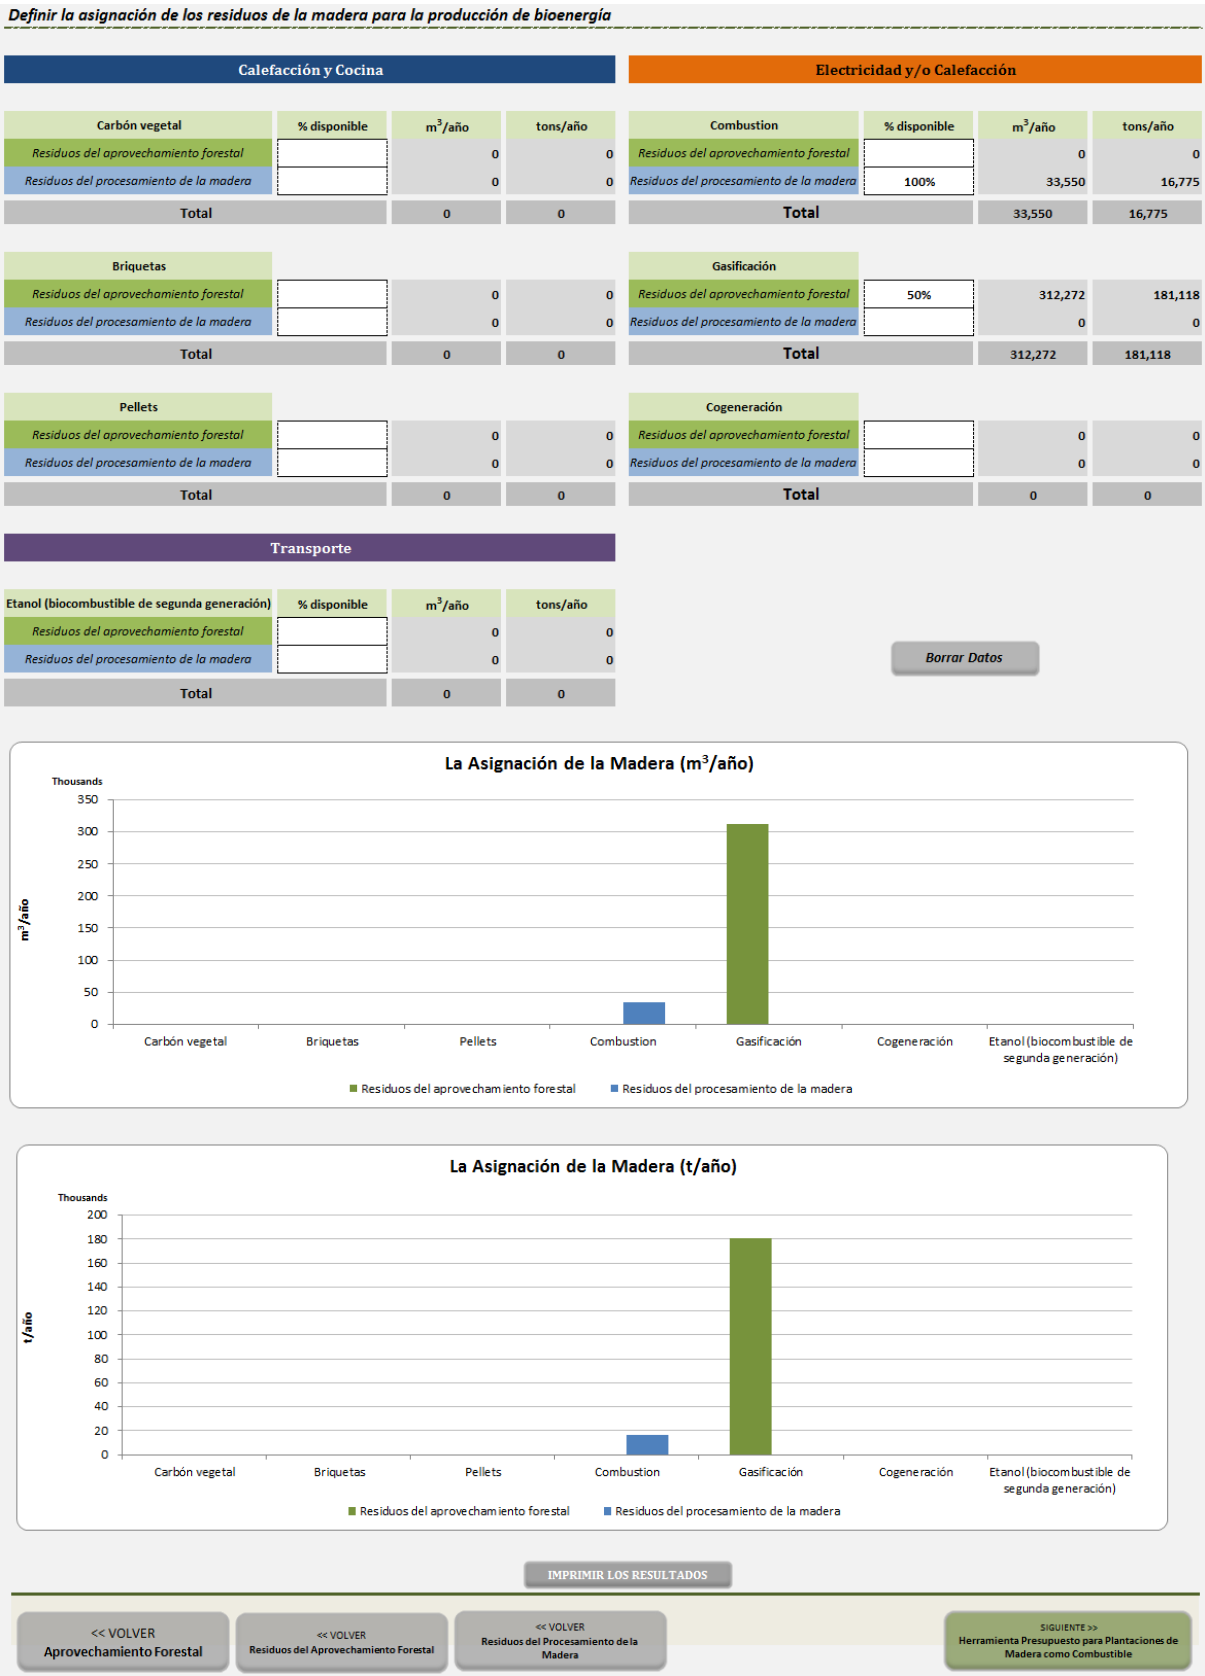 Definir la asignación de los residuos de la madera para la producción de bioenergía
Calefacción y Cocina
Carbón vegetal % disponible m³/año tons/año
Residuos del aprovechamiento forestal 0 0
Residuos del procesamiento de la madera 0 0
Total 0 0
Briquetas
Residuos del aprovechamiento forestal 0 0
Residuos del procesamiento de la madera 0 0
Total 0 0
Pellets
Residuos del aprovechamiento forestal 0 0
Residuos del procesamiento de la madera 0 0
Total 0 0
Electricidad y/o Calefacción
Combustion % disponible m³/año tons/año
Residuos del aprovechamiento forestal 0 0
Residuos del procesamiento de la madera 100% 33,550 16,775
Total 33,550 16,775
Gasificación
Residuos del aprovechamiento forestal 50% 312,272 181,118
Residuos del procesamiento de la madera 0 0
Total 312,272 181,118
Cogeneración
Residuos del aprovechamiento forestal 0 0
Residuos del procesamiento de la madera 0 0
Total 0 0
Transporte
Etanol (biocombustible de segunda generación) % disponible m³/año tons/año
Residuos del aprovechamiento forestal 0 0
Residuos del procesamiento de la madera 0 0
Total 0 0
Borrar Datos
La Asignación de la Madera (m³/año)
Thousands
350
300
250
200
150
100
50
0
m³/año
Carbón vegetal Briquetas Pellets Combustion Gasificación Cogeneración Etanol (biocombustible de
segunda generación)
Residuos del aprovechamiento forestal Residuos del procesamiento de la madera
La Asignación de la Madera (t/año)
Thousands
200
180
160
140
120
100
80
60
40
20
0
t/año
Carbón vegetal Briquetas Pellets Combustion Gasificación Cogeneración Etanol (biocombustible de
segunda generación)
Residuos del aprovechamiento forestal Residuos del procesamiento de la madera
IMPRIMIR LOS RESULTADOS
<< VOLVER
Aprovechamiento Forestal
<< VOLVER
Residuos del Aprovechamiento Forestal
<< VOLVER
Residuos del Procesamiento de la
Madera
SIGUIENTE >>
Herramienta Presupuesto para Plantaciones de
Madera como Combustible